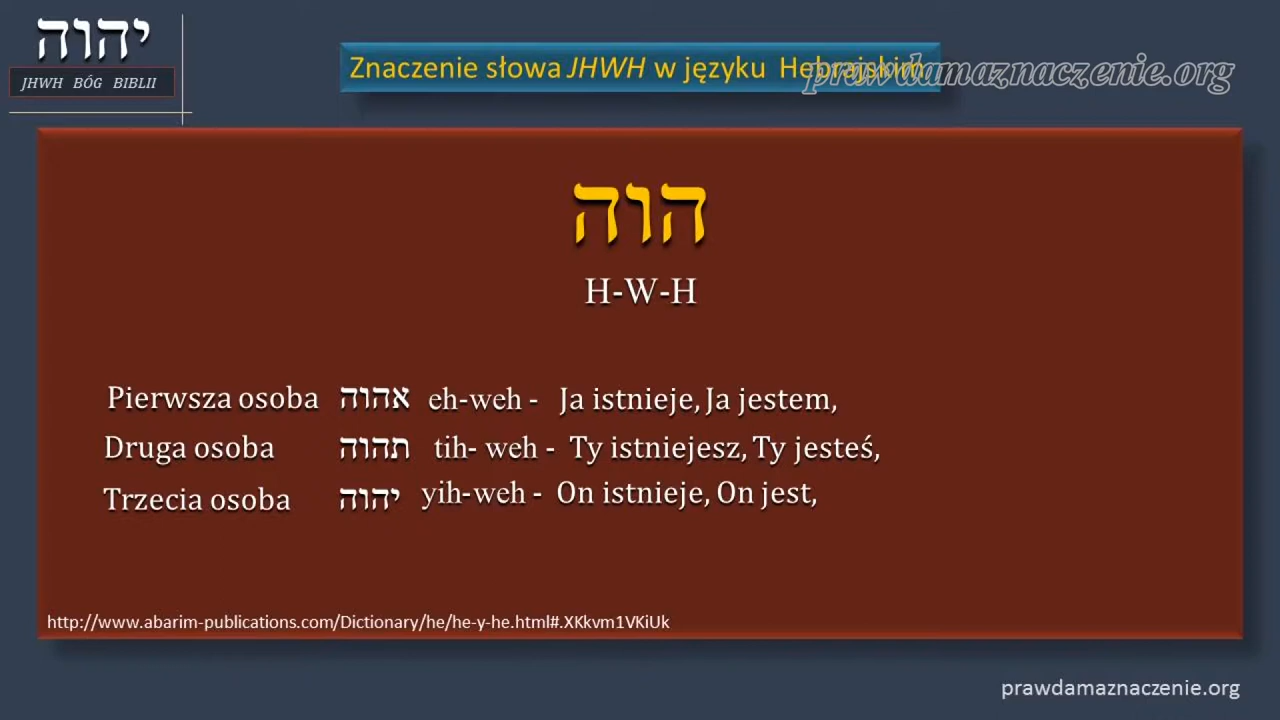 יהוה
JHWH BÓG BIBLII
Znaczenie słowa JHWH w języku Hebrajskim
prawdamaznaczenie.org
הוה
H-W-H
Pierwsza osoba אהוה eh-weh - Ja istnieje, Ja jestem,
Druga osoba תהוה tih- weh - Ty istniejesz, Ty jesteś,
Trzecia osoba יהוה yih-weh - On istnieje, On jest,
http://www.abarim-publications.com/Dictionary/he/he-y-he.html#.XKkvm1VKiUk
prawdamaznaczenie.org